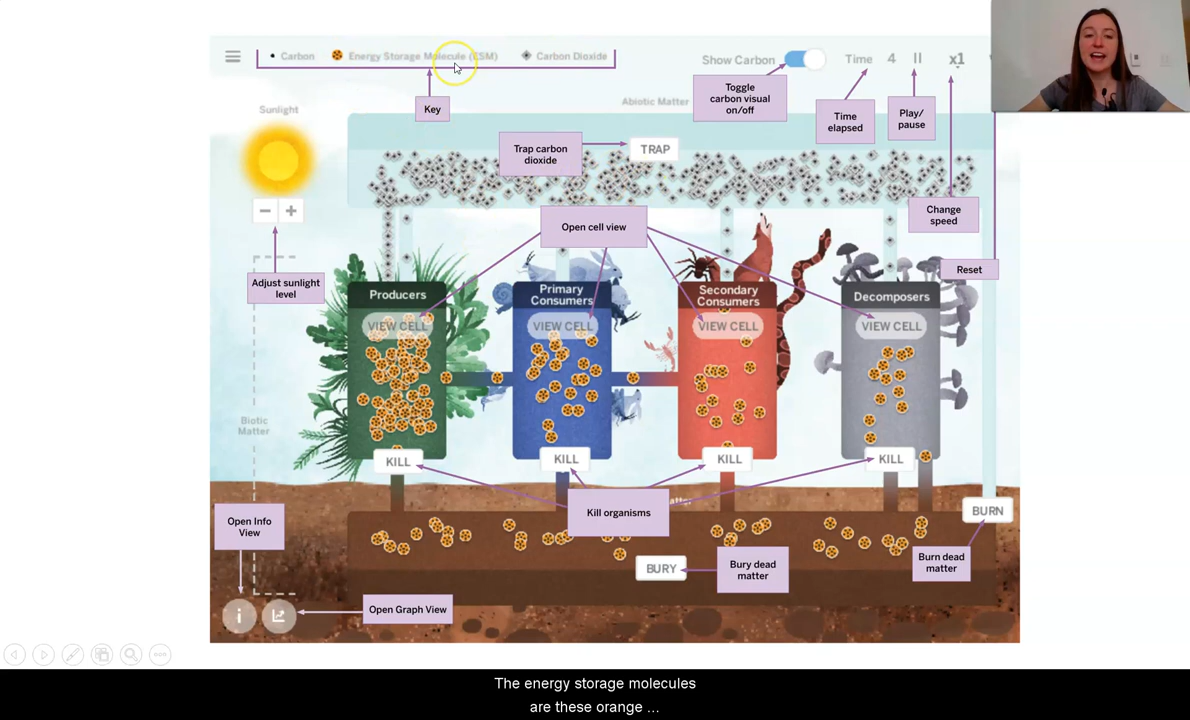 Carbon
Energy Storage Molecule (ESM)
Carbon Dioxide
Show Carbon
Time 4
x1
Key
Toggle
carbon visual
on/off
Time
elapsed
Play/
pause
Sunlight
Abiotic Matter
Trap carbon
dioxide
TRAP
Change
speed
Open cell view
Reset
Adjust sunlight
level
Producers
Primary
Consumers
Secondary
Consumers
Decomposers
VIEW CELL
VIEW CELL
VIEW CELL
VIEW CELL
Biotic
Matter
KILL
KILL
KILL
KILL
Kill organisms
Open Info
View
BURN
Burn dead
matter
BURY
Bury dead
matter
i
Open Graph View
The energy storage molecules
are these orange ...